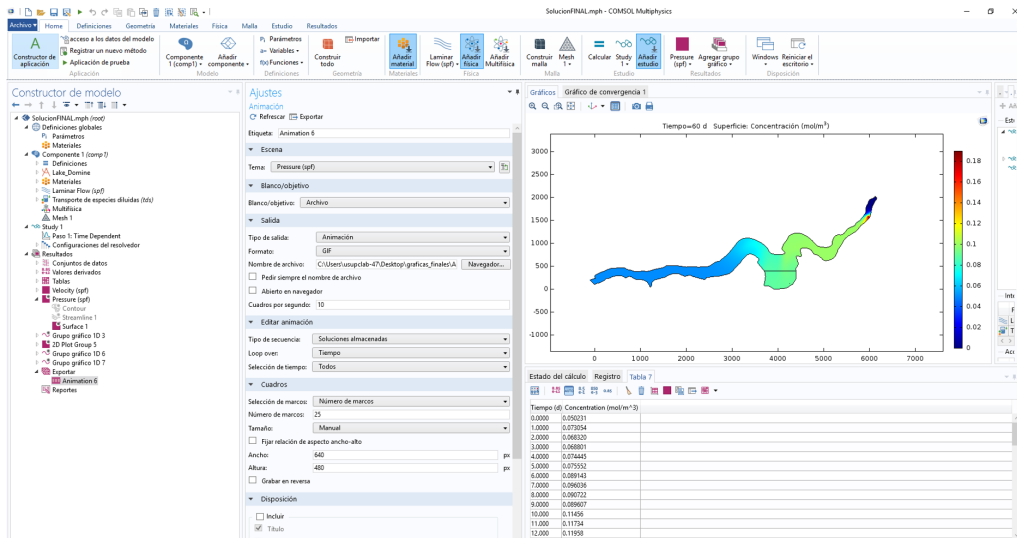 SolucionFINAL.mph - COMSOL Multiphysics
Archivo Home Definiciones Geometría Materiales Física Malla Estudio Resultados
Constructor de aplicación
acceso a los datos del modelo
Registrar un nuevo método
Aplicación de prueba
Aplicación
Componente 1 (comp1)
Añadir componente
Modelo
Pi Parámetros
a= Variables
f(x) Funciones
Definiciones
Construir todo
Importar
Geometría
Añadir material
Materiales
Laminar Flow (spf)
Añadir física
Añadir Multifísica
Física
Construir malla
Mesh 1
Malla
Calcular
Study 1
Añadir estudio
Estudio
Pressure (spf)
Agregar grupo gráfico
Resultados
Windows
Reiniciar el escritorio
Disposición
Constructor de modelo
SolucionFINAL.mph (root)
Definiciones globales
Pi Parámetros
Materiales
Componente 1 (comp1)
Definiciones
Lake_Domine
Materiales
Laminar Flow (spf)
Transporte de especies diluidas (tds)
Multifísica
Mesh 1
Study 1
Paso 1: Time Dependent
Configuraciones del resolvedor
Resultados
Conjuntos de datos
Valores derivados
Tablas
Velocity (spf)
Pressure (spf)
Contour
Streamline 1
Surface 1
Grupo gráfico 1D 3
2D Plot Group 5
Grupo gráfico 1D 6
Grupo gráfico 1D 7
Exportar
Animation 6
Reportes
Ajustes
Animación
Refrescar Exportar
Etiqueta: Animation 6
Escena
Tema: Pressure (spf)
Blanco/objetivo
Blanco/objetivo: Archivo
Salida
Tipo de salida: Animación
Formato: GIF
Nombre de archivo: C:\Users\usupclab-47\Desktop\graficas_finales\A Navegador...
Pedir siempre el nombre de archivo
Abierto en navegador
Cuadros por segundo: 10
Editar animación
Tipo de secuencia: Soluciones almacenadas
Loop over: Tiempo
Selección de tiempo: Todos
Cuadros
Selección de marcos: Número de marcos
Número de marcos: 25
Tamaño: Manual
Fijar relación de aspecto ancho-alto
Ancho: 640 px
Altura: 480 px
Grabar en reversa
Disposición
Incluir
Título
Gráficos Gráfico de convergencia 1
Tiempo=60 d Superficie: Concentración (mol/m³)
3000
2500
2000
1500
1000
500
0
-500
-1000
0 1000 2000 3000 4000 5000 6000 7000
0.18
0.16
0.14
0.12
0.1
0.08
0.06
0.04
0.02
0
Estado del cálculo Registro Tabla 7
Tiempo (d) Concentration (mol/m^3)
0.0000 0.050231
1.0000 0.073054
2.0000 0.068320
3.0000 0.068801
4.0000 0.074445
5.0000 0.075552
6.0000 0.089143
7.0000 0.096036
8.0000 0.090722
9.0000 0.089607
10.000 0.11456
11.000 0.11734
12.000 0.11958